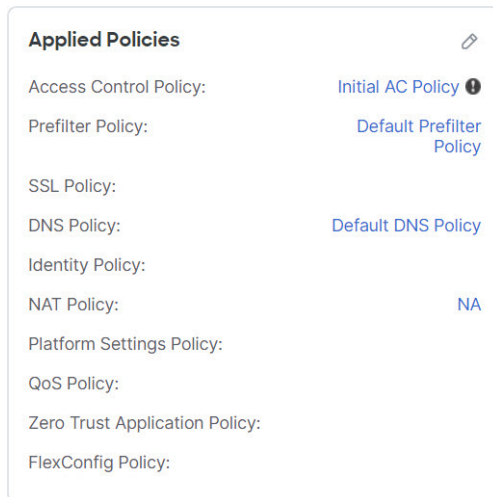 Applied Policies
Access Control Policy: Initial AC Policy
Prefilter Policy: Default Prefilter
Policy
SSL Policy:
DNS Policy: Default DNS Policy
Identity Policy:
NAT Policy: NA
Platform Settings Policy:
QoS Policy:
Zero Trust Application Policy:
FlexConfig Policy: